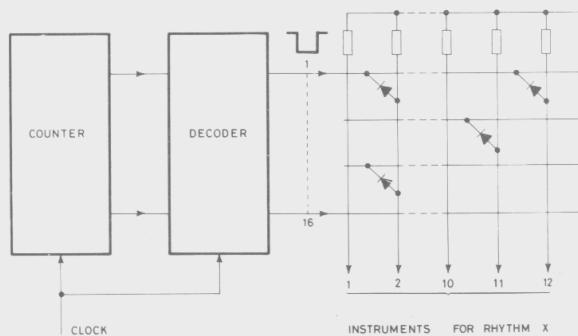 1
COUNTER
DECODER
16
1 2 10 11 12
CLOCK
INSTRUMENTS FOR RHYTHM X